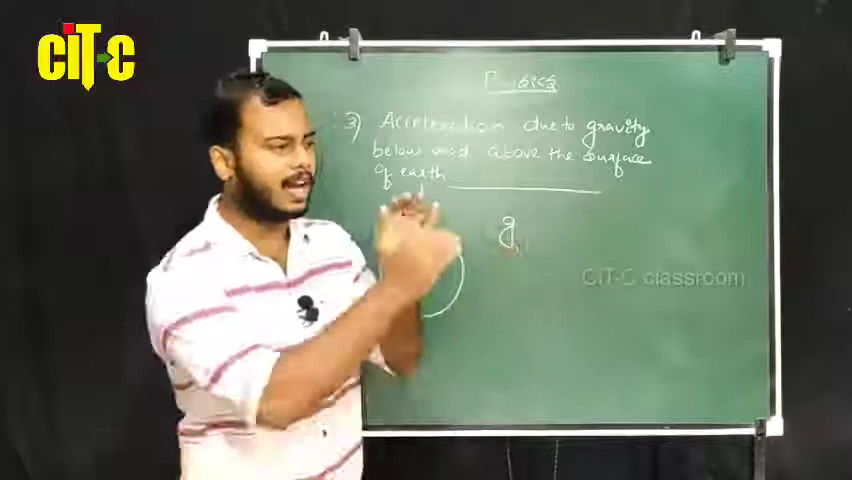 CiT-C
Physics
3) Acceleration due to gravity
below and above the surface
of earth
g
CIT-C classroom